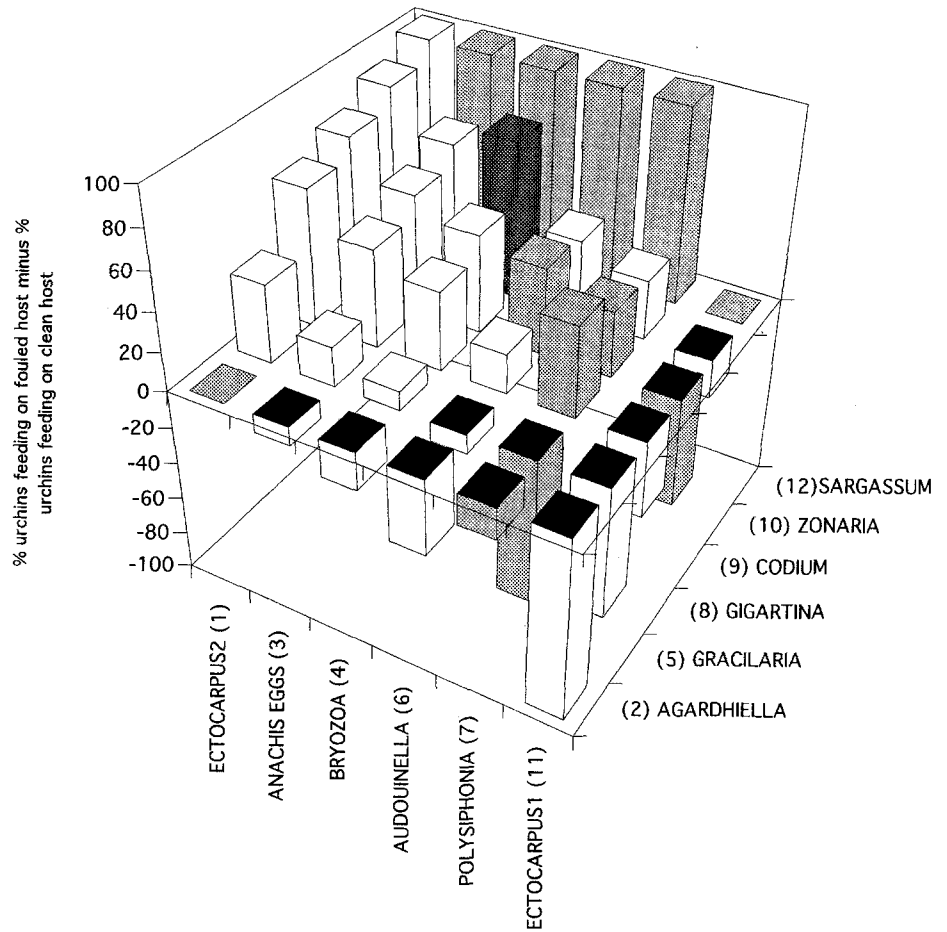 % urchins feeding on fouled host minus %
urchins feeding on clean host
100
80
60
40
20
0
-20
-40
-60
-80
-100
ECTOCARPUS2 (1)
ANACHIS EGGS (3)
BRYOZOA (4)
AUDOUINELLA (6)
POLYSIPHONIA (7)
ECTOCARPUS1 (11)
(12)SARGASSUM
(10) ZONARIA
(9) CODIUM
(8) GIGARTINA
(5) GRACILARIA
(2) AGARDHIELLA